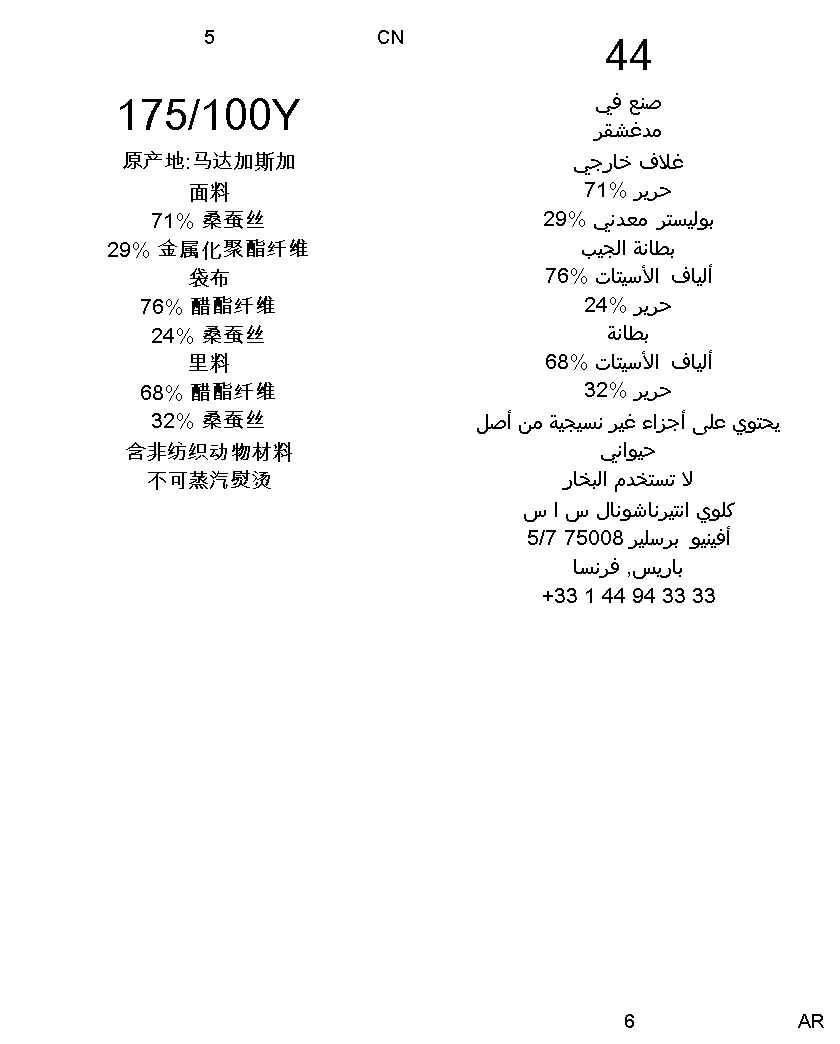 5
CN
175/100Y
原产地:马达加斯加
面料
71% 桑蚕丝
29% 金属化聚酯纤维
袋布
76% 醋酯纤维
24% 桑蚕丝
里料
68% 醋酯纤维
32% 桑蚕丝
含非纺织动物材料
不可蒸汽熨烫
44
صنع في
مدغشقر
غلاف خارجي
حرير %71
بوليستر معدني %29
بطانة الجيب
ألياف الأسيتات %76
حرير %24
بطانة
ألياف الأسيتات %68
حرير %32
يحتوي على أجزاء غير نسيجية من أصل
حيواني
لا تستخدم البخار
كلوي انتيرناشونال س ا س
أفينيو برسلير 75008 5/7
باريس, فرنسا
+33 1 44 94 33 33
6
AR